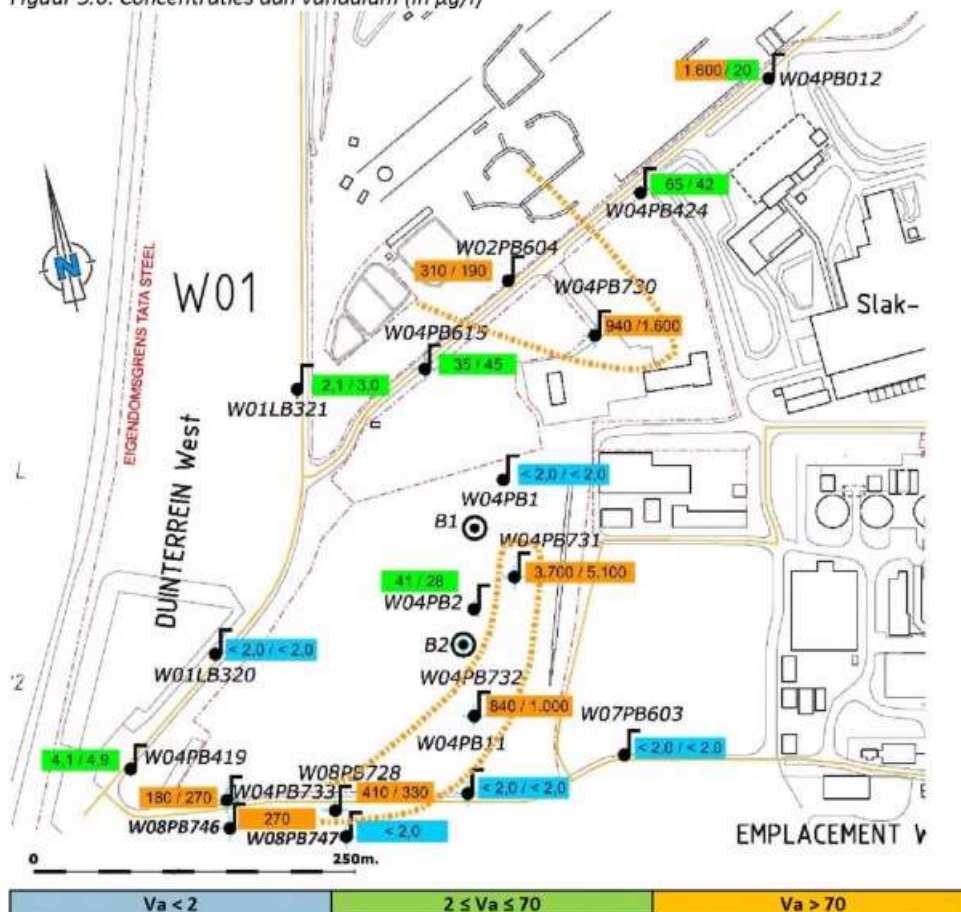 Figuur 5.6: Concentraties aan vanadium (in µg/l)
1.600 / 20
W04PB012
65 / 42
W04PB424
W02PB604
310 / 190
W04PB730
W01
940 /1.600
Slak-
W04PB615
35 / 45
2,1 / 3,0
W01LB321
EIGENDOMSGRENS TATA STEEL
DUINTERREIN West
N
L
< 2,0 / < 2,0
W04PB1
B1
W04PB731
3.700 / 5.100
41 / 28
W04PB2
B2
< 2,0 / < 2,0
W01LB320
W04PB732
840 / 1.000
W04PB11
W07PB603
< 2,0 / < 2,0
4,1 / 4,9
W04PB419
W08PB728
< 2,0 / < 2,0
180 / 270
W04PB733
410 / 330
270
W08PB746
W08PB747
< 2,0
EMPLACEMENT W
0
250m.
Va < 2
2 ≤ Va ≤ 70
Va > 70